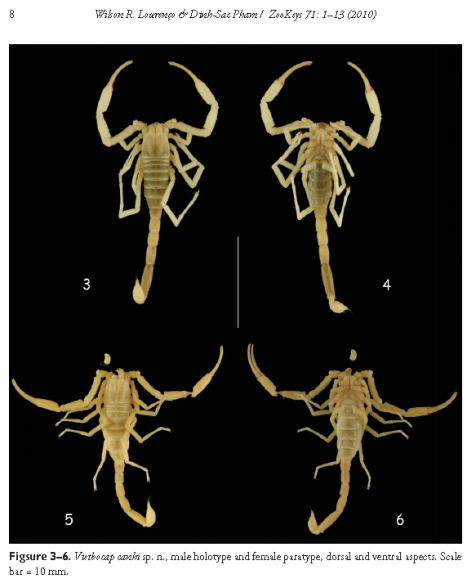 8 Wilson R. Lourenço & Dinh-Sac Pham / ZooKeys 71: 1–13 (2010)
3
4
5
6
Figsure 3–6. Vietbocap canhi sp. n., male holotype and female paratype, dorsal and ventral aspects. Scale
bar = 10 mm.